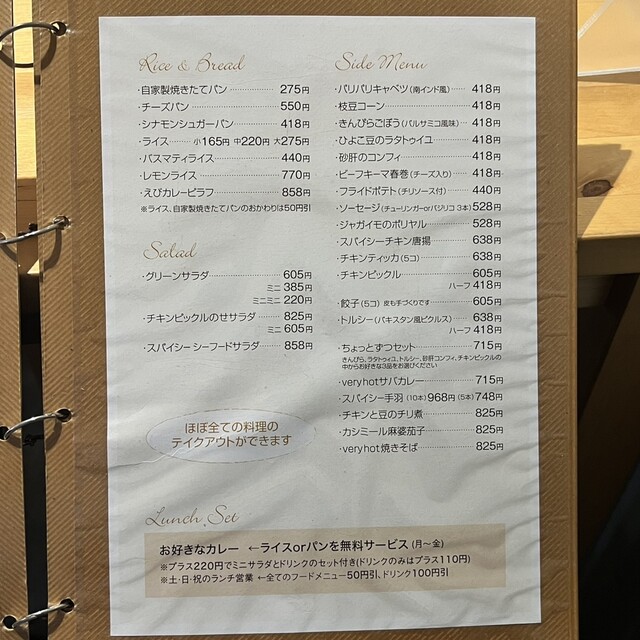 Rice & Bread
・自家製焼きたてパン 275円
・チーズパン 550円
・シナモンシュガーパン 418円
・ライス 小165円 中220円 大275円
・バスマティライス 440円
・レモンライス 770円
・えびカレーピラフ 858円
※ライス、自家製焼きたてパンのおかわりは50円引
Salad
・グリーンサラダ 605円
ミニ 385円
ミニミニ 220円
・チキンピックルのせサラダ 825円
ミニ 605円
・スパイシーシーフードサラダ 858円
ほぼ全ての料理の
テイクアウトができます
Side Menu
・パリパリキャベツ(南インド風) 418円
・枝豆コーン 418円
・きんぴらごぼう(バルサミコ風味) 418円
・ひよこ豆のラタトゥイユ 418円
・砂肝のコンフィ 418円
・ビーフキーマ春巻(チーズ入り) 418円
・フライドポテト(チリソース付) 440円
・ソーセージ(チューリンガーorバジリコ 3本) 528円
・ジャガイモのポリヤル 528円
・スパイシーチキン唐揚 638円
・チキンティッカ(5コ) 638円
・チキンピックル 605円
ハーフ 418円
・餃子(5コ) 皮も手づくりです 605円
・トルシー(パキスタン風ピクルス) 638円
ハーフ 418円
・ちょっとずつセット 715円
きんぴら、ラタトゥイユ、トルシー、砂肝コンフィ、チキンピックルの
中からお好きな3品をお選びください
・veryhotサバカレー 715円
・スパイシー手羽 (10本) 968円 (5本) 748円
・チキンと豆のチリ煮 825円
・カシミール麻婆茄子 825円
・veryhot焼きそば 825円
Lunch Set
お好きなカレー ←ライスorパンを無料サービス (月〜金)
※プラス220円でミニサラダとドリンクのセット付き(ドリンクのみはプラス110円)
※土・日・祝のランチ営業 ←全てのフードメニュー50円引、ドリンク100円引